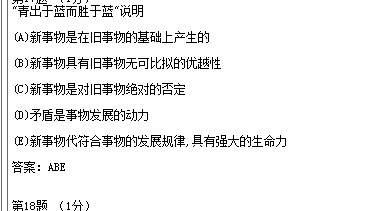 "青出于蓝而胜于蓝"说明
(A)新事物是在旧事物的基础上产生的
(B)新事物具有旧事物无可比拟的优越性
(C)新事物是对旧事物绝对的否定
(D)矛盾是事物发展的动力
(E)新事物代符合事物的发展规律,具有强大的生命力
答案: ABE
第18题 (1分)